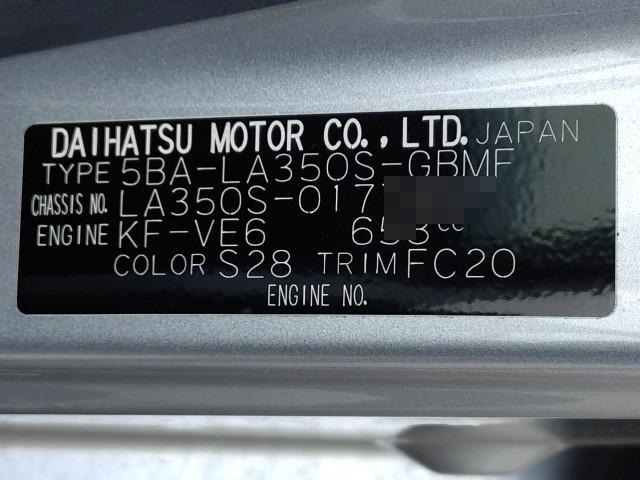 DAIHATSU MOTOR CO., LTD. JAPAN
TYPE 5BA-LA350S-GBMF
CHASSIS NO. LA350S-017
ENGINE KF-VE6 658cc
COLOR S28 TRIM FC20
ENGINE NO.